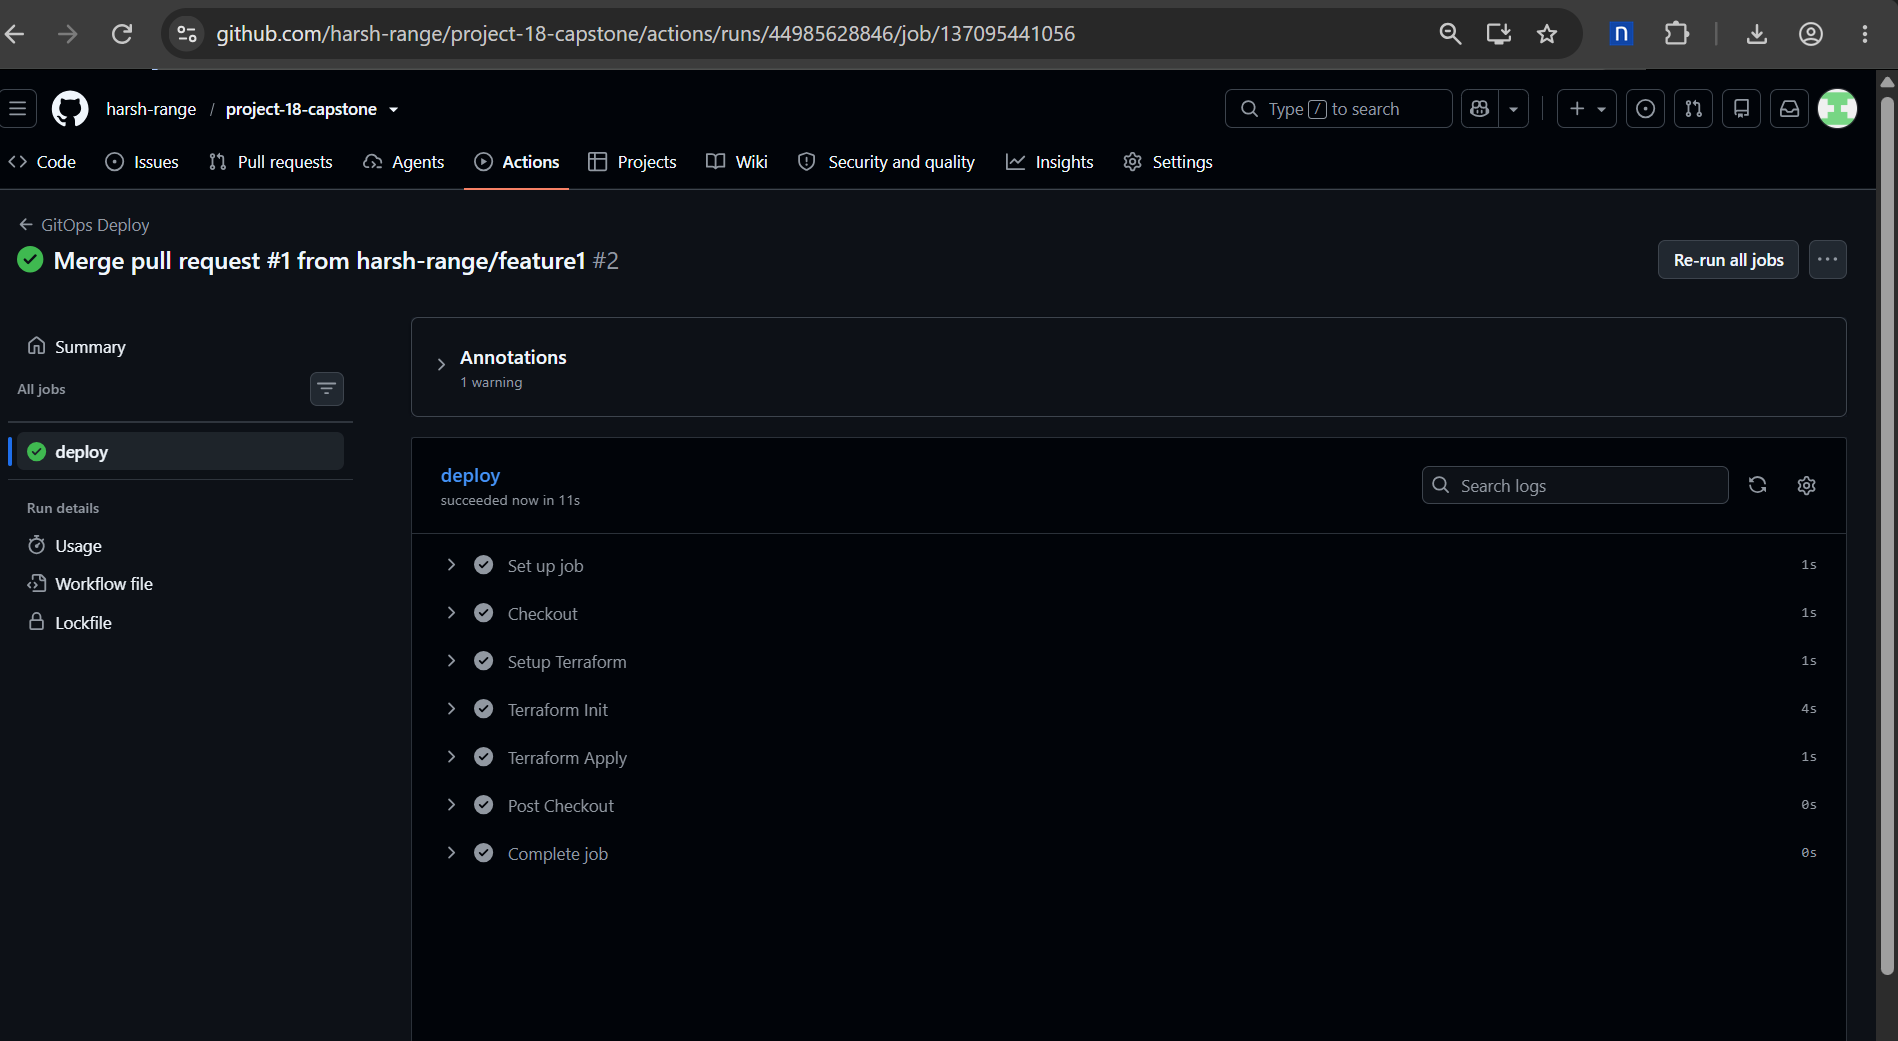 github.com/harsh-range/project-18-capstone/actions/runs/44985628846/job/137095441056
n
harsh-range / project-18-capstone
Type / to search
Code
Issues
Pull requests
Agents
Actions
Projects
Wiki
Security and quality
Insights
Settings
GitOps Deploy
Merge pull request #1 from harsh-range/feature1 #2
Re-run all jobs
Summary
All jobs
deploy
Run details
Usage
Workflow file
Lockfile
Annotations
1 warning
deploy
succeeded now in 11s
Search logs
Set up job 1s
Checkout 1s
Setup Terraform 1s
Terraform Init 4s
Terraform Apply 1s
Post Checkout 0s
Complete job 0s